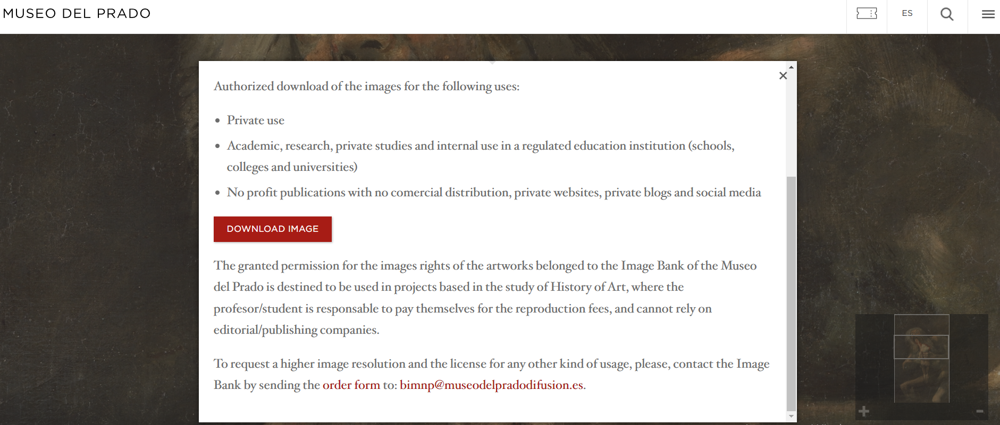 MUSEO DEL PRADO
ES
Authorized download of the images for the following uses:
Private use
Academic, research, private studies and internal use in a regulated education institution (schools,
colleges and universities)
No profit publications with no comercial distribution, private websites, private blogs and social media
DOWNLOAD IMAGE
The granted permission for the images rights of the artworks belonged to the Image Bank of the Museo
del Prado is destined to be used in projects based in the study of History of Art, where the
profesor/student is responsable to pay themselves for the reproduction fees, and cannot rely on
editorial/publishing companies.
To request a higher image resolution and the license for any other kind of usage, please, contact the Image
Bank by sending the order form to: bimnp@museodelpradodifusion.es.